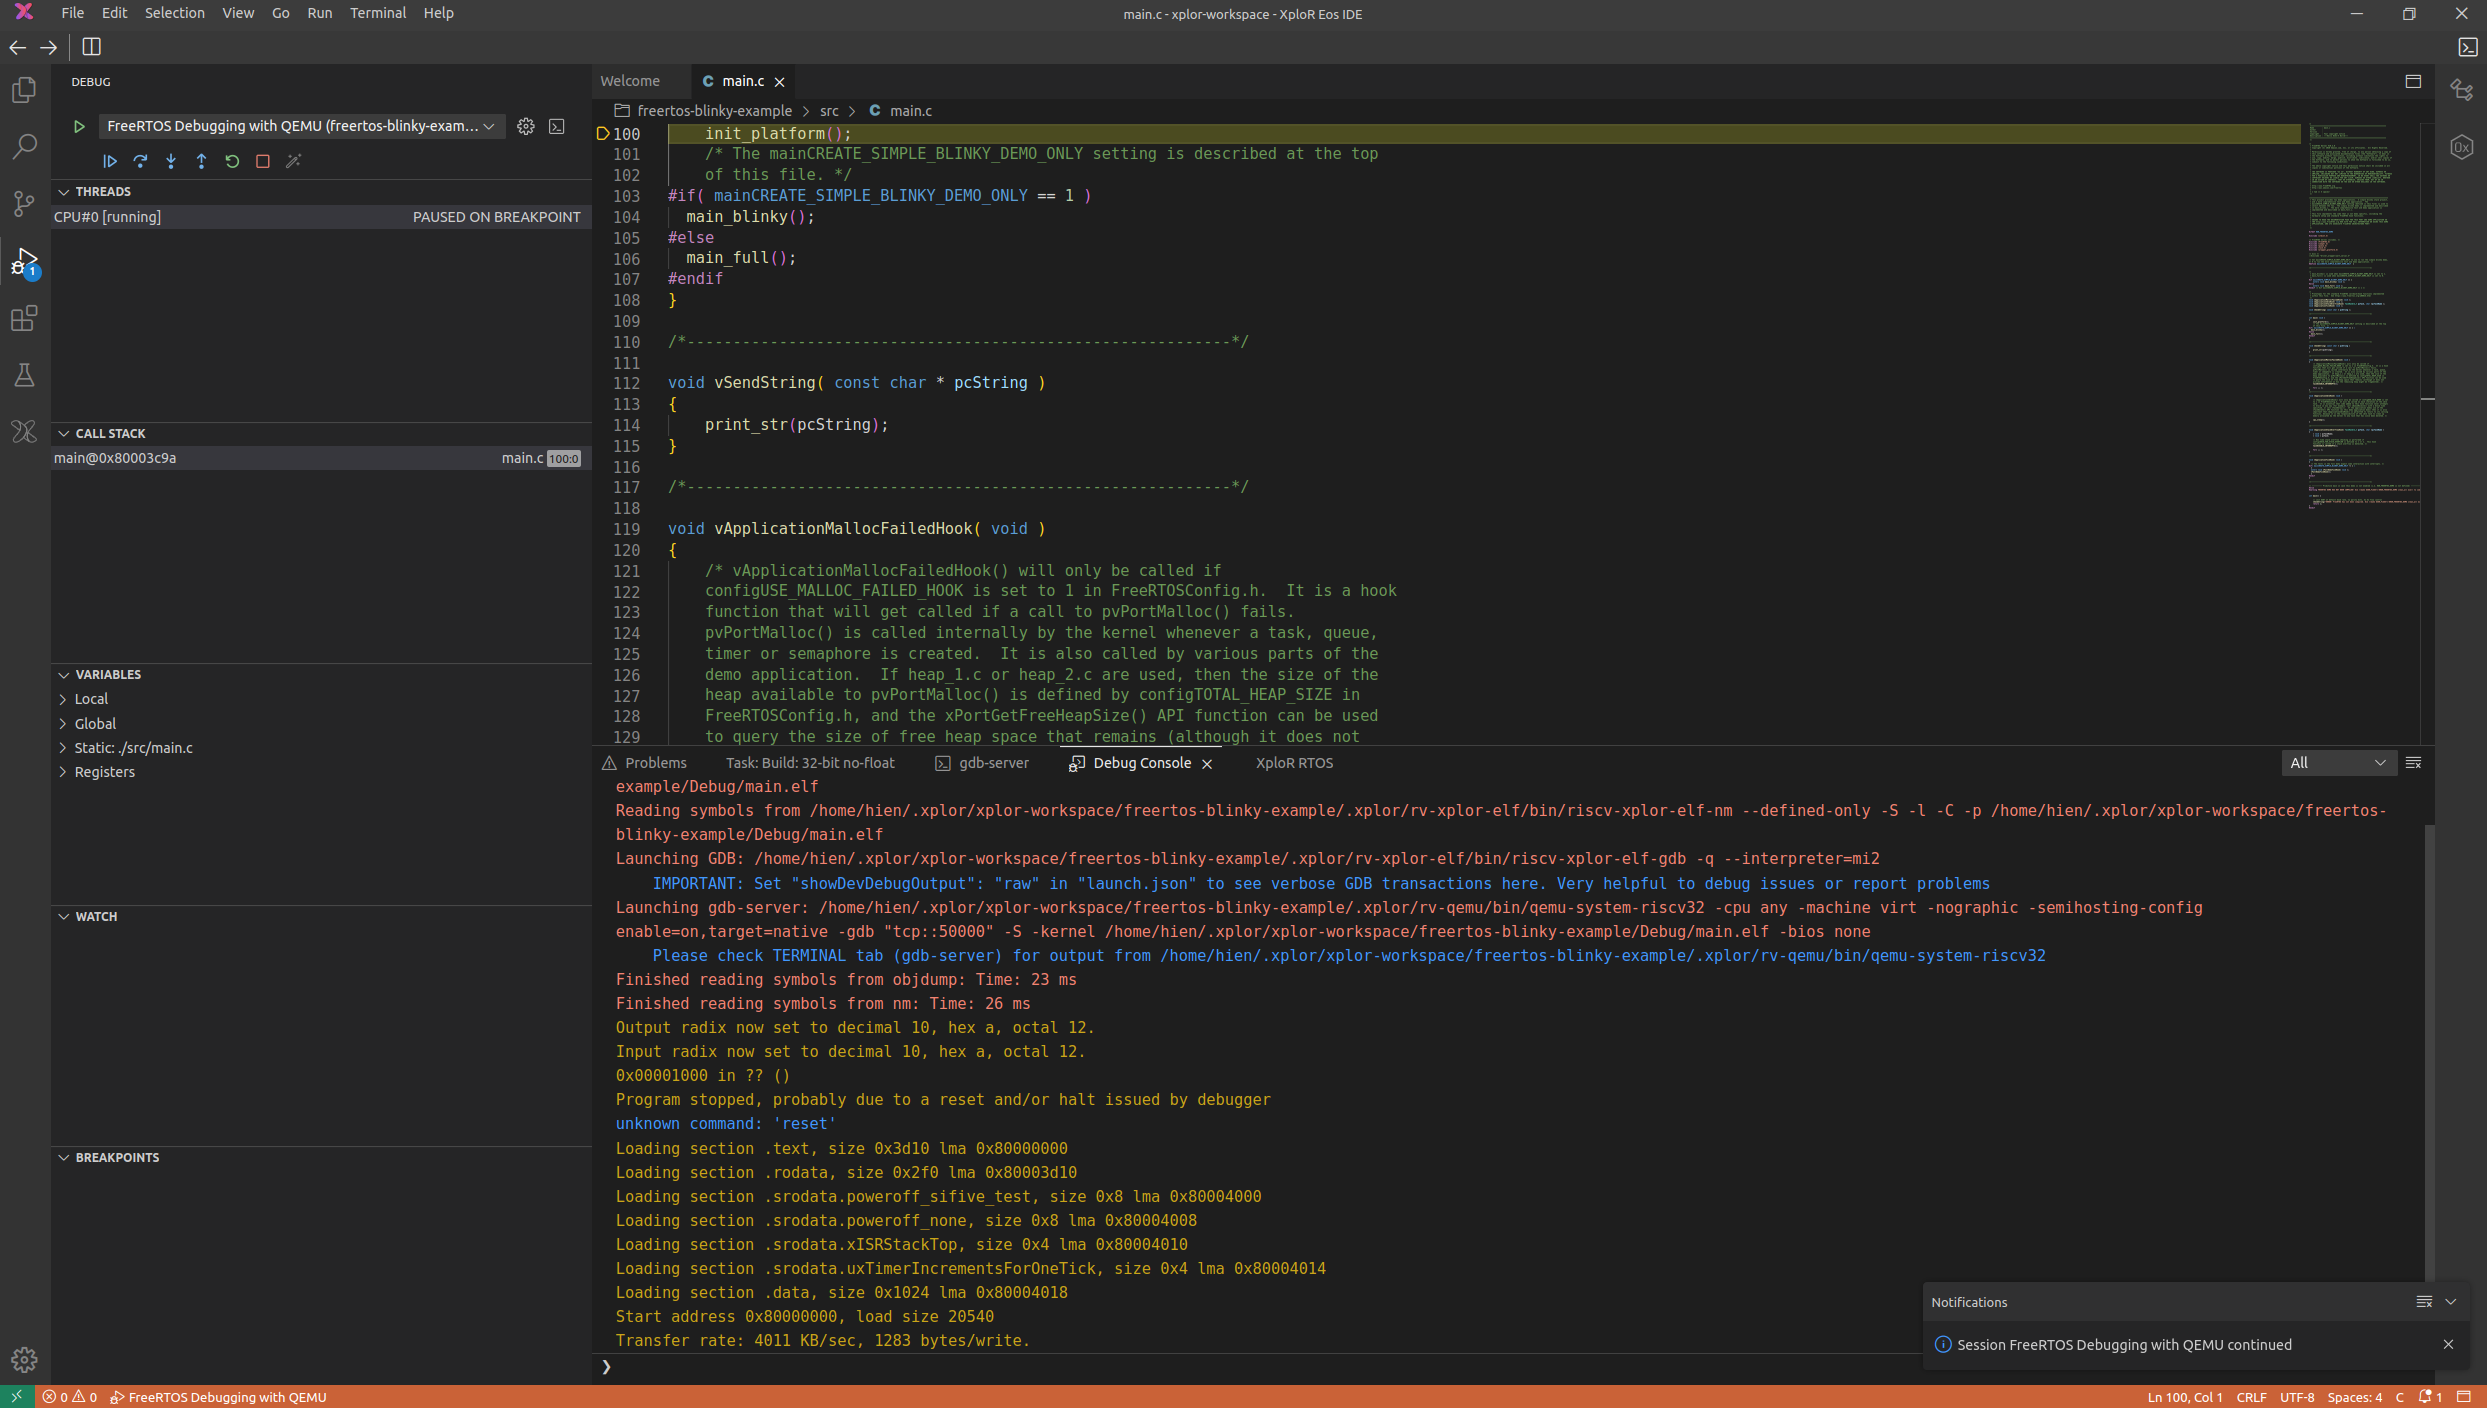 File Edit Selection View Go Run Terminal Help
main.c - xplor-workspace - XploR Eos IDE
DEBUG
FreeRTOS Debugging with QEMU (freertos-blinky-exam...
THREADS
CPU#0 [running] PAUSED ON BREAKPOINT
CALL STACK
main@0x80003c9a main.c 100:0
VARIABLES
Local
Global
Static: ./src/main.c
Registers
WATCH
BREAKPOINTS
1
Welcome
C main.c
freertos-blinky-example > src > C main.c
0x
100 init_platform();
101 /* The mainCREATE_SIMPLE_BLINKY_DEMO_ONLY setting is described at the top
102 of this file. */
103 #if( mainCREATE_SIMPLE_BLINKY_DEMO_ONLY == 1 )
104 main_blinky();
105 #else
106 main_full();
107 #endif
108 }
109
110 /*-----------------------------------------------------------*/
111
112 void vSendString( const char * pcString )
113 {
114 print_str(pcString);
115 }
116
117 /*-----------------------------------------------------------*/
118
119 void vApplicationMallocFailedHook( void )
120 {
121 /* vApplicationMallocFailedHook() will only be called if
122 configUSE_MALLOC_FAILED_HOOK is set to 1 in FreeRTOSConfig.h.  It is a hook
123 function that will get called if a call to pvPortMalloc() fails.
124 pvPortMalloc() is called internally by the kernel whenever a task, queue,
125 timer or semaphore is created.  It is also called by various parts of the
126 demo application.  If heap_1.c or heap_2.c are used, then the size of the
127 heap available to pvPortMalloc() is defined by configTOTAL_HEAP_SIZE in
128 FreeRTOSConfig.h, and the xPortGetFreeHeapSize() API function can be used
129 to query the size of free heap space that remains (although it does not
Problems Task: Build: 32-bit no-float gdb-server Debug Console XploR RTOS All
example/Debug/main.elf
Reading symbols from /home/hien/.xplor/xplor-workspace/freertos-blinky-example/.xplor/rv-xplor-elf/bin/riscv-xplor-elf-nm --defined-only -S -l -C -p /home/hien/.xplor/xplor-workspace/freertos-
blinky-example/Debug/main.elf
Launching GDB: /home/hien/.xplor/xplor-workspace/freertos-blinky-example/.xplor/rv-xplor-elf/bin/riscv-xplor-elf-gdb -q --interpreter=mi2
IMPORTANT: Set "showDevDebugOutput": "raw" in "launch.json" to see verbose GDB transactions here. Very helpful to debug issues or report problems
Launching gdb-server: /home/hien/.xplor/xplor-workspace/freertos-blinky-example/.xplor/rv-qemu/bin/qemu-system-riscv32 -cpu any -machine virt -nographic -semihosting-config
enable=on,target=native -gdb "tcp::50000" -S -kernel /home/hien/.xplor/xplor-workspace/freertos-blinky-example/Debug/main.elf -bios none
Please check TERMINAL tab (gdb-server) for output from /home/hien/.xplor/xplor-workspace/freertos-blinky-example/.xplor/rv-qemu/bin/qemu-system-riscv32
Finished reading symbols from objdump: Time: 23 ms
Finished reading symbols from nm: Time: 26 ms
Output radix now set to decimal 10, hex a, octal 12.
Input radix now set to decimal 10, hex a, octal 12.
0x00001000 in ?? ()
Program stopped, probably due to a reset and/or halt issued by debugger
unknown command: 'reset'
Loading section .text, size 0x3d10 lma 0x80000000
Loading section .rodata, size 0x2f0 lma 0x80003d10
Loading section .srodata.poweroff_sifive_test, size 0x8 lma 0x80004000
Loading section .srodata.poweroff_none, size 0x8 lma 0x80004008
Loading section .srodata.xISRStackTop, size 0x4 lma 0x80004010
Loading section .srodata.uxTimerIncrementsForOneTick, size 0x4 lma 0x80004014
Loading section .data, size 0x1024 lma 0x80004018
Start address 0x80000000, load size 20540
Transfer rate: 4011 KB/sec, 1283 bytes/write.
❯
Notifications
Session FreeRTOS Debugging with QEMU continued
0 0 FreeRTOS Debugging with QEMU
Ln 100, Col 1 CRLF UTF-8 Spaces: 4 C 1